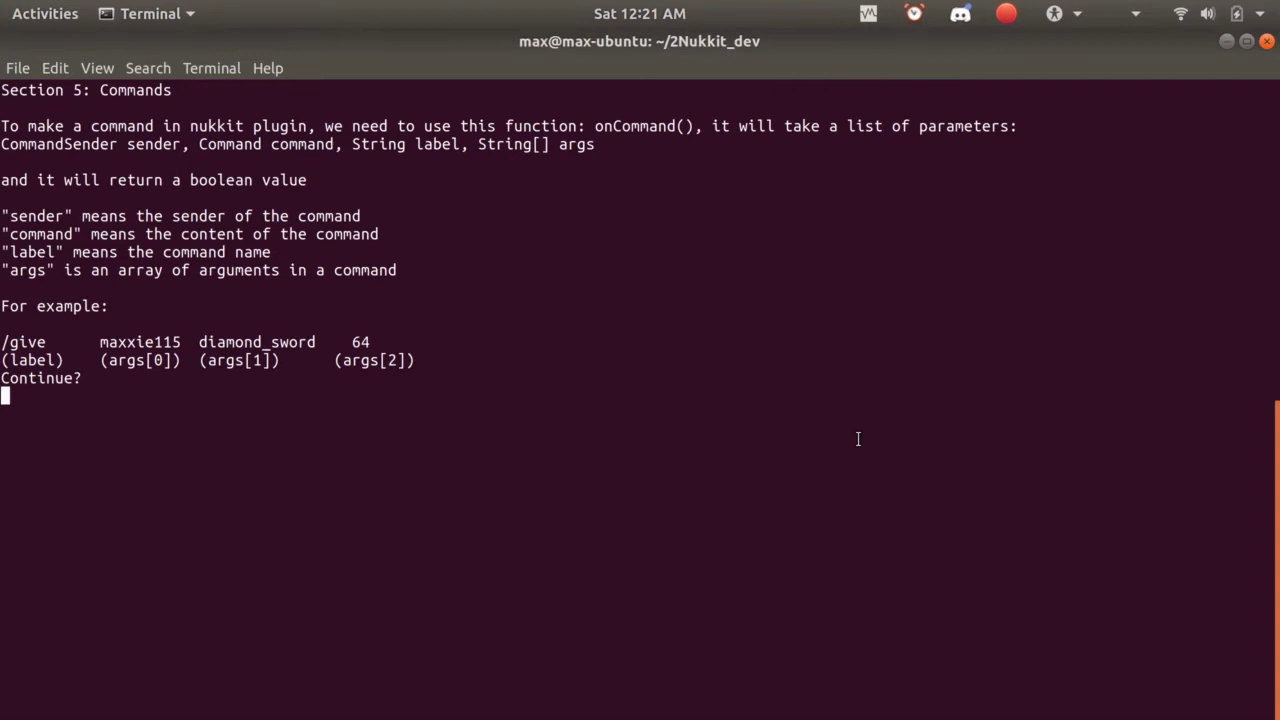 Activities Terminal Sat 12:21 AM
max@max-ubuntu: ~/2Nukkit_dev
File Edit View Search Terminal Help
Section 5: Commands
To make a command in nukkit plugin, we need to use this function: onCommand(), it will take a list of parameters:
CommandSender sender, Command command, String label, String[] args
and it will return a boolean value
"sender" means the sender of the command
"command" means the content of the command
"label" means the command name
"args" is an array of arguments in a command
For example:
/give maxxie115 diamond_sword 64
(label) (args[0]) (args[1]) (args[2])
Continue?